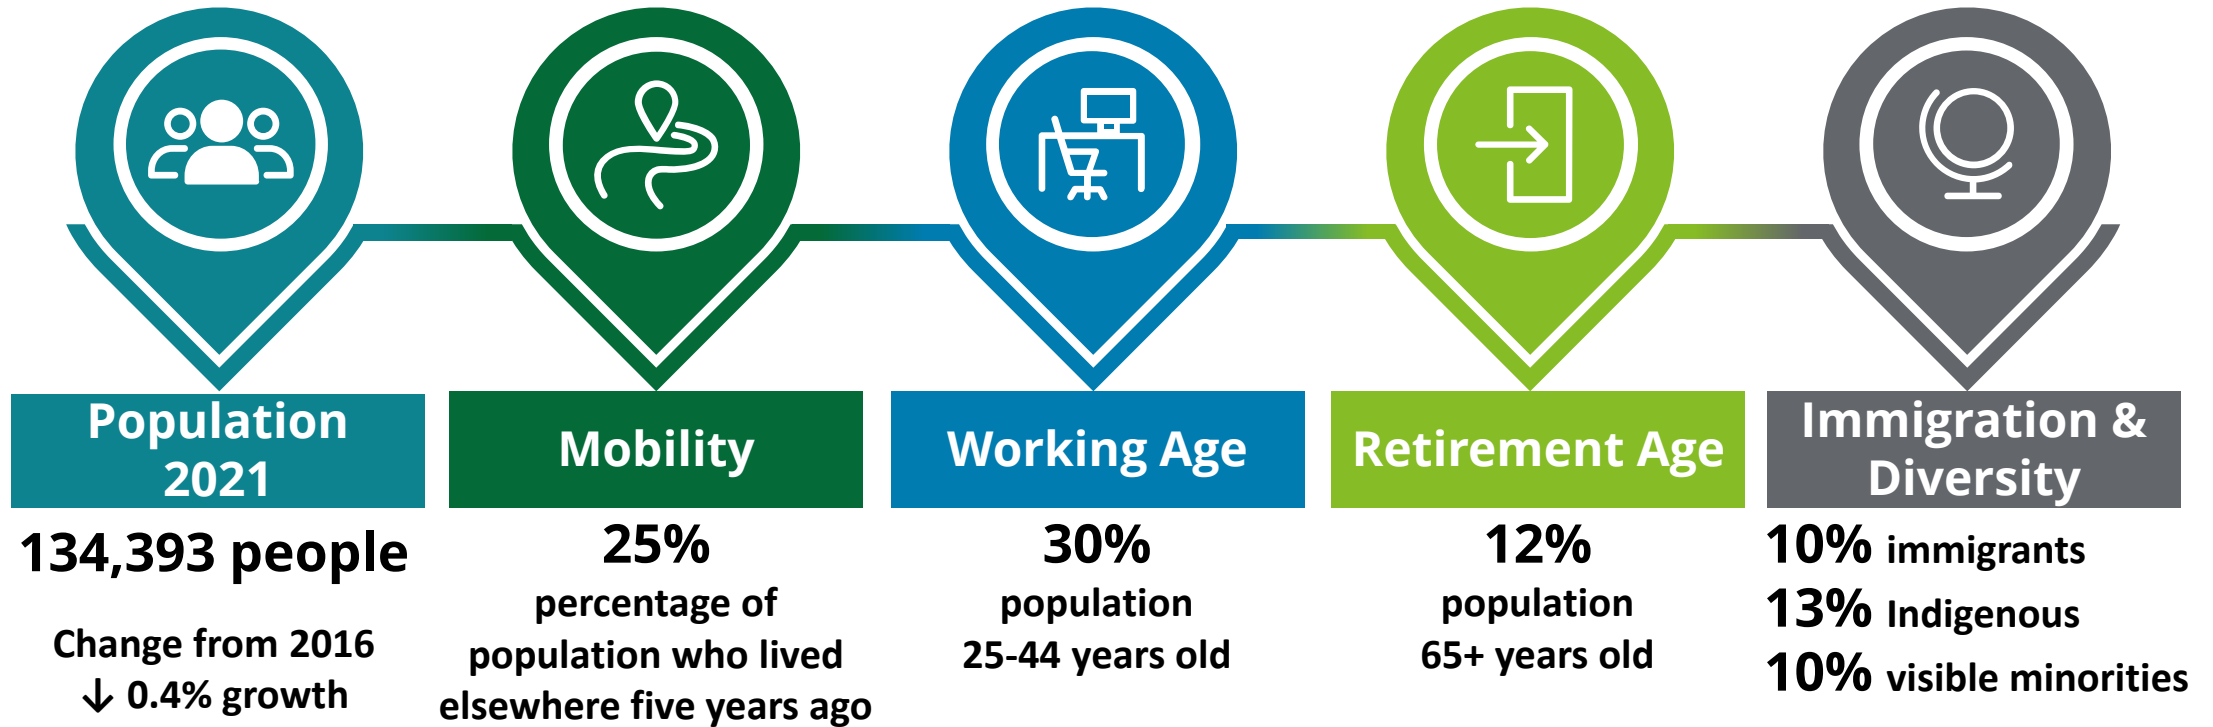 Population
2021
134,393 people
Change from 2016
↓ 0.4% growth
Mobility
25%
percentage of
population who lived
elsewhere five years ago
Working Age
30%
population
25-44 years old
Retirement Age
12%
population
65+ years old
Immigration &
Diversity
10% immigrants
13% Indigenous
10% visible minorities